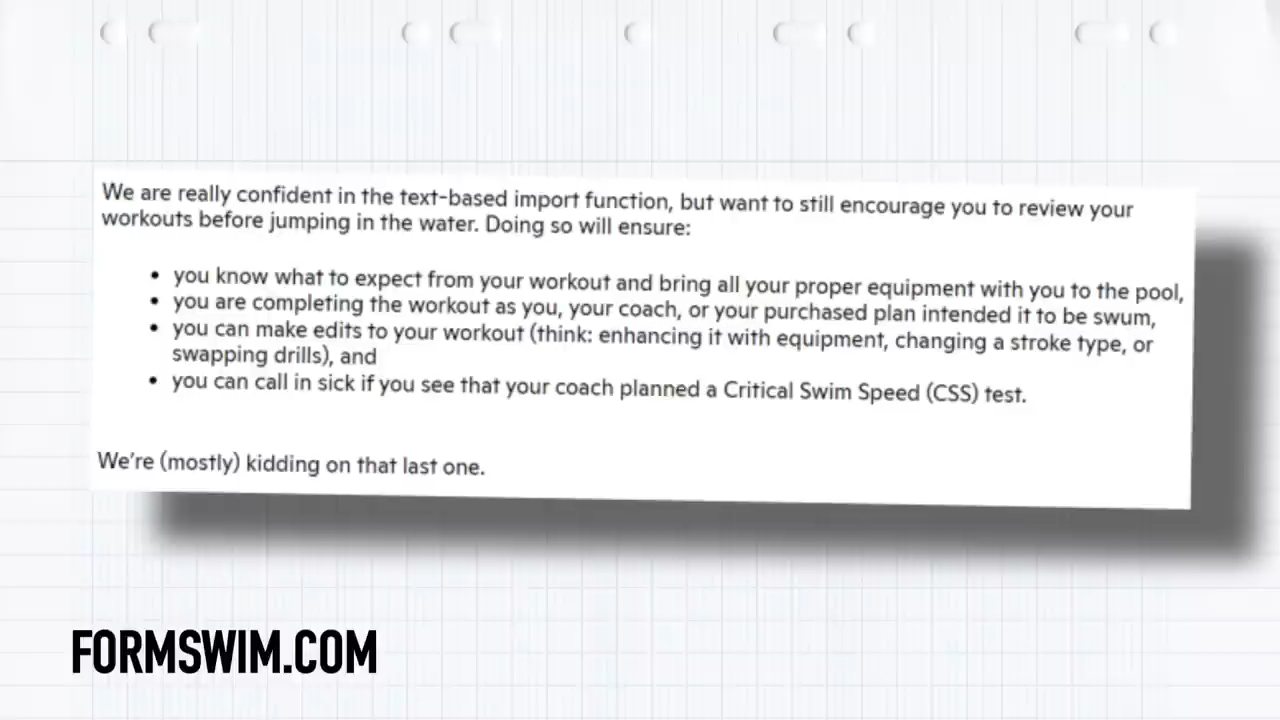 We are really confident in the text-based import function, but want to still encourage you to review your
workouts before jumping in the water. Doing so will ensure:
• you know what to expect from your workout and bring all your proper equipment with you to the pool,
• you are completing the workout as you, your coach, or your purchased plan intended it to be swum,
• you can make edits to your workout (think: enhancing it with equipment, changing a stroke type, or
swapping drills), and
• you can call in sick if you see that your coach planned a Critical Swim Speed (CSS) test.
We're (mostly) kidding on that last one.
FORMSWIM.COM